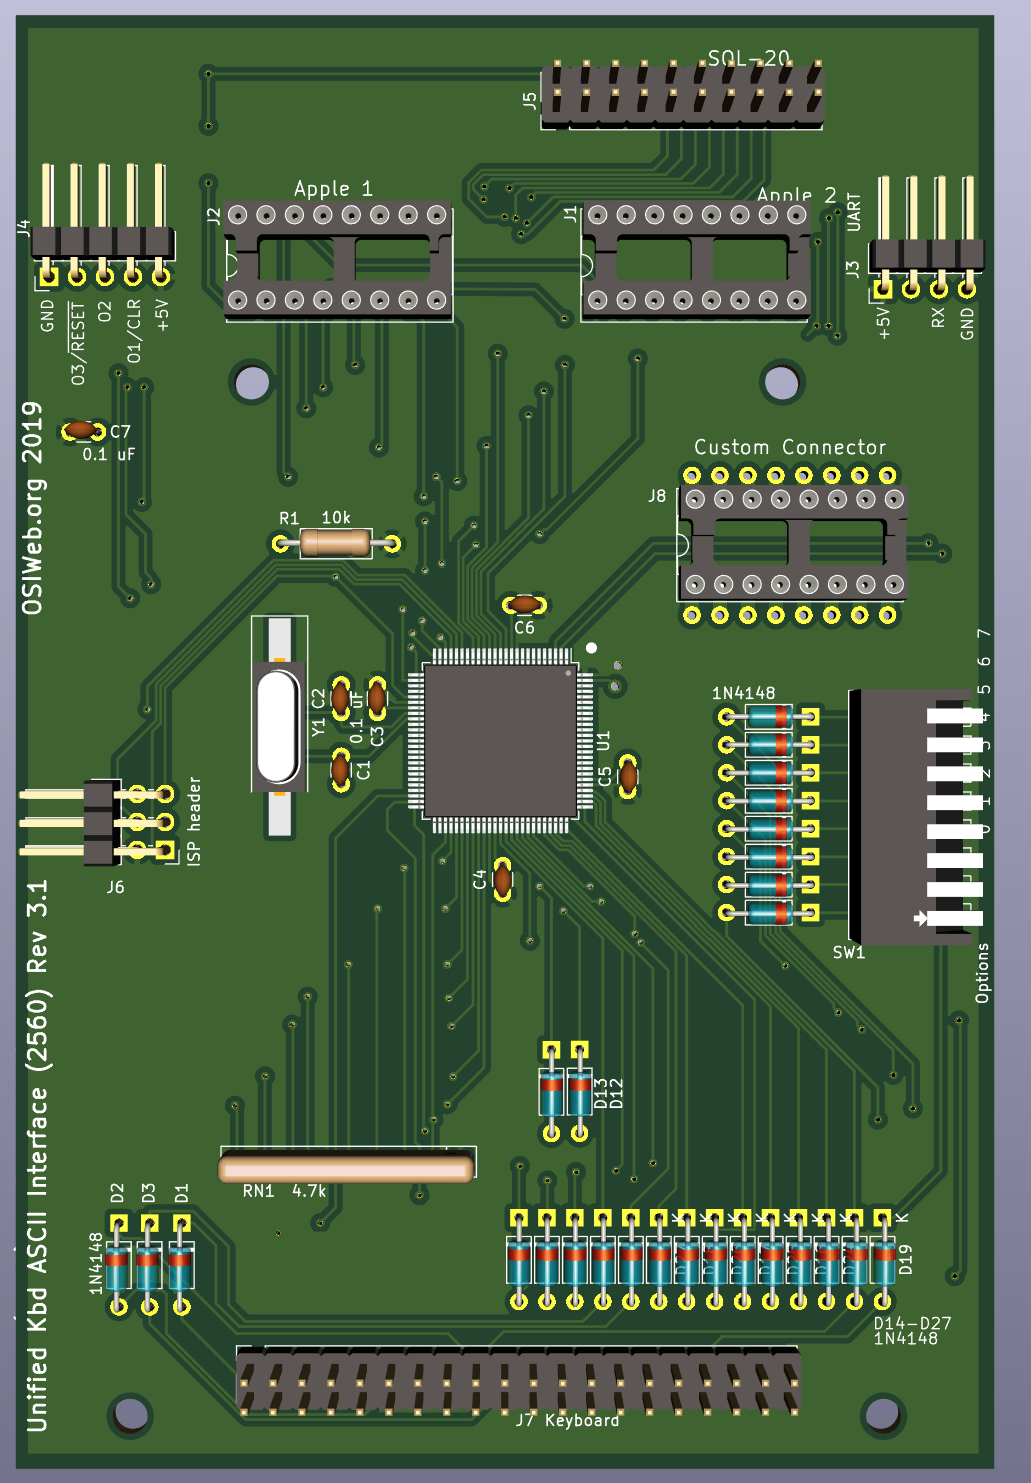 SOL-20
J5
Apple 1
Apple 2
J4
J2
J1
UART
J3
GND
O3/RESET
O2
O1/CLR
+5V
+5V
RX
GND
OSIWeb.org 2019
C7
0.1 uF
Custom Connector
J8
R1
10k
C6
7
6
5
4
3
2
1
0
1N4148
C2
0.1 uF
Y1
C3
C1
U1
C5
ISP header
J6
C4
SW1
Options
Unified Kbd ASCII Interface (2560) Rev 3.1
D13
D12
RN1 4.7k
D2
D3
D1
1N4148
K
K
K
K
K
K
K
K
D19
D14-D27
1N4148
J7 Keyboard